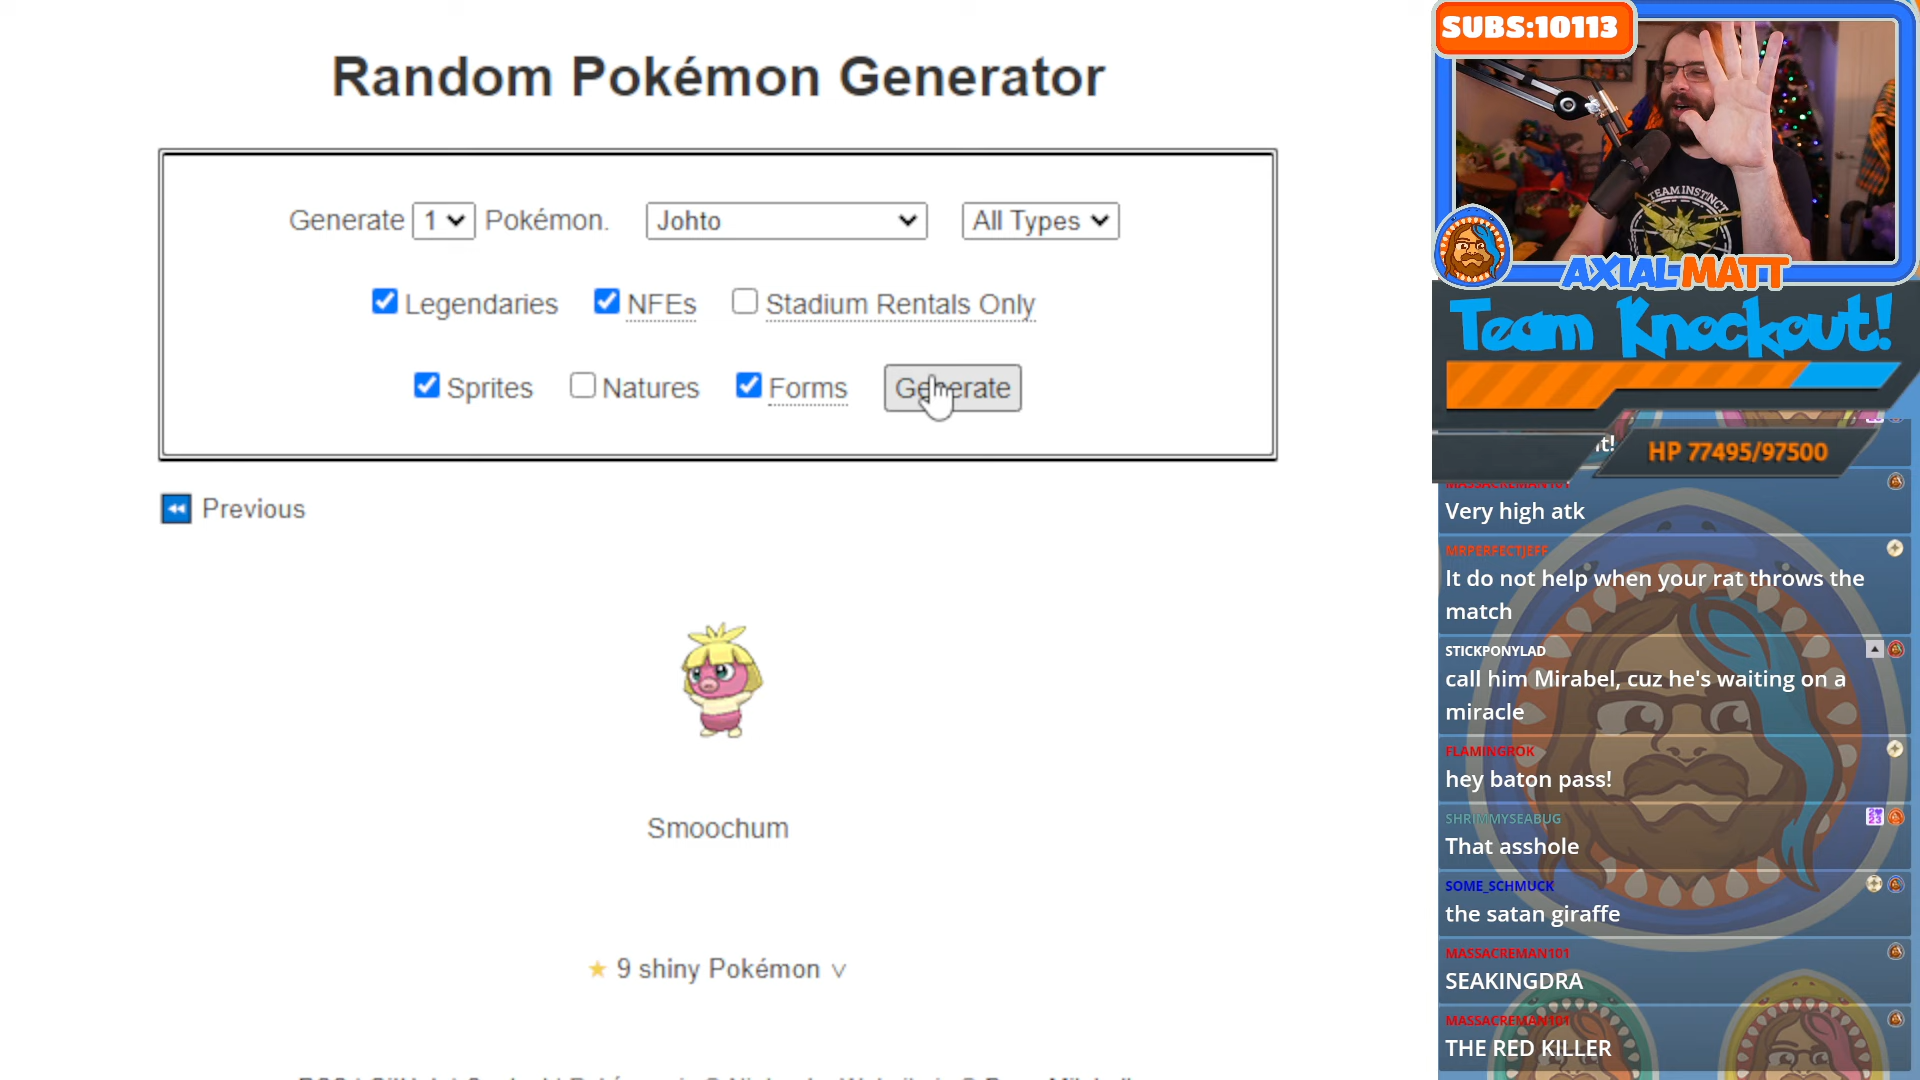 Random Pokémon Generator
Generate 1 Pokémon. Johto All Types
Legendaries NFEs Stadium Rentals Only
Sprites Natures Forms Generate
Previous
Smoochum
9 shiny Pokémon
SUBS:10113
TEAM INSTINCT
AXIAL-MATT
Team Knockout!
HP 77495/97500
MASSACREMAN101
Very high atk
MRPERFECTJEFF
It do not help when your rat throws the
match
STICKPONYLAD
call him Mirabel, cuz he's waiting on a
miracle
FLAMINGROK
hey baton pass!
SHRIMMYSEABUG
That asshole
SOME_SCHMUCK
the satan giraffe
MASSACREMAN101
SEAKINGDRA
MASSACREMAN101
THE RED KILLER